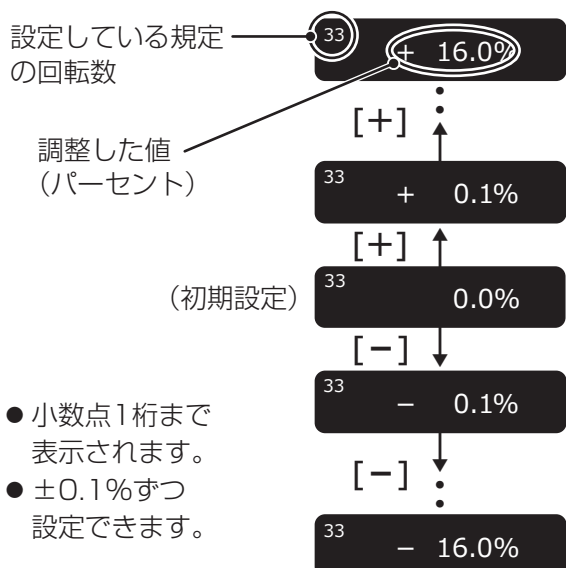 設定している規定
の回転数
33
+ 16.0%
[+]
調整した値
（パーセント）
33
+ 0.1%
[+]
（初期設定）
33
0.0%
[−]
33
− 0.1%
● 小数点1桁まで
表示されます。
● ±0.1%ずつ
設定できます。
[−]
33
− 16.0%